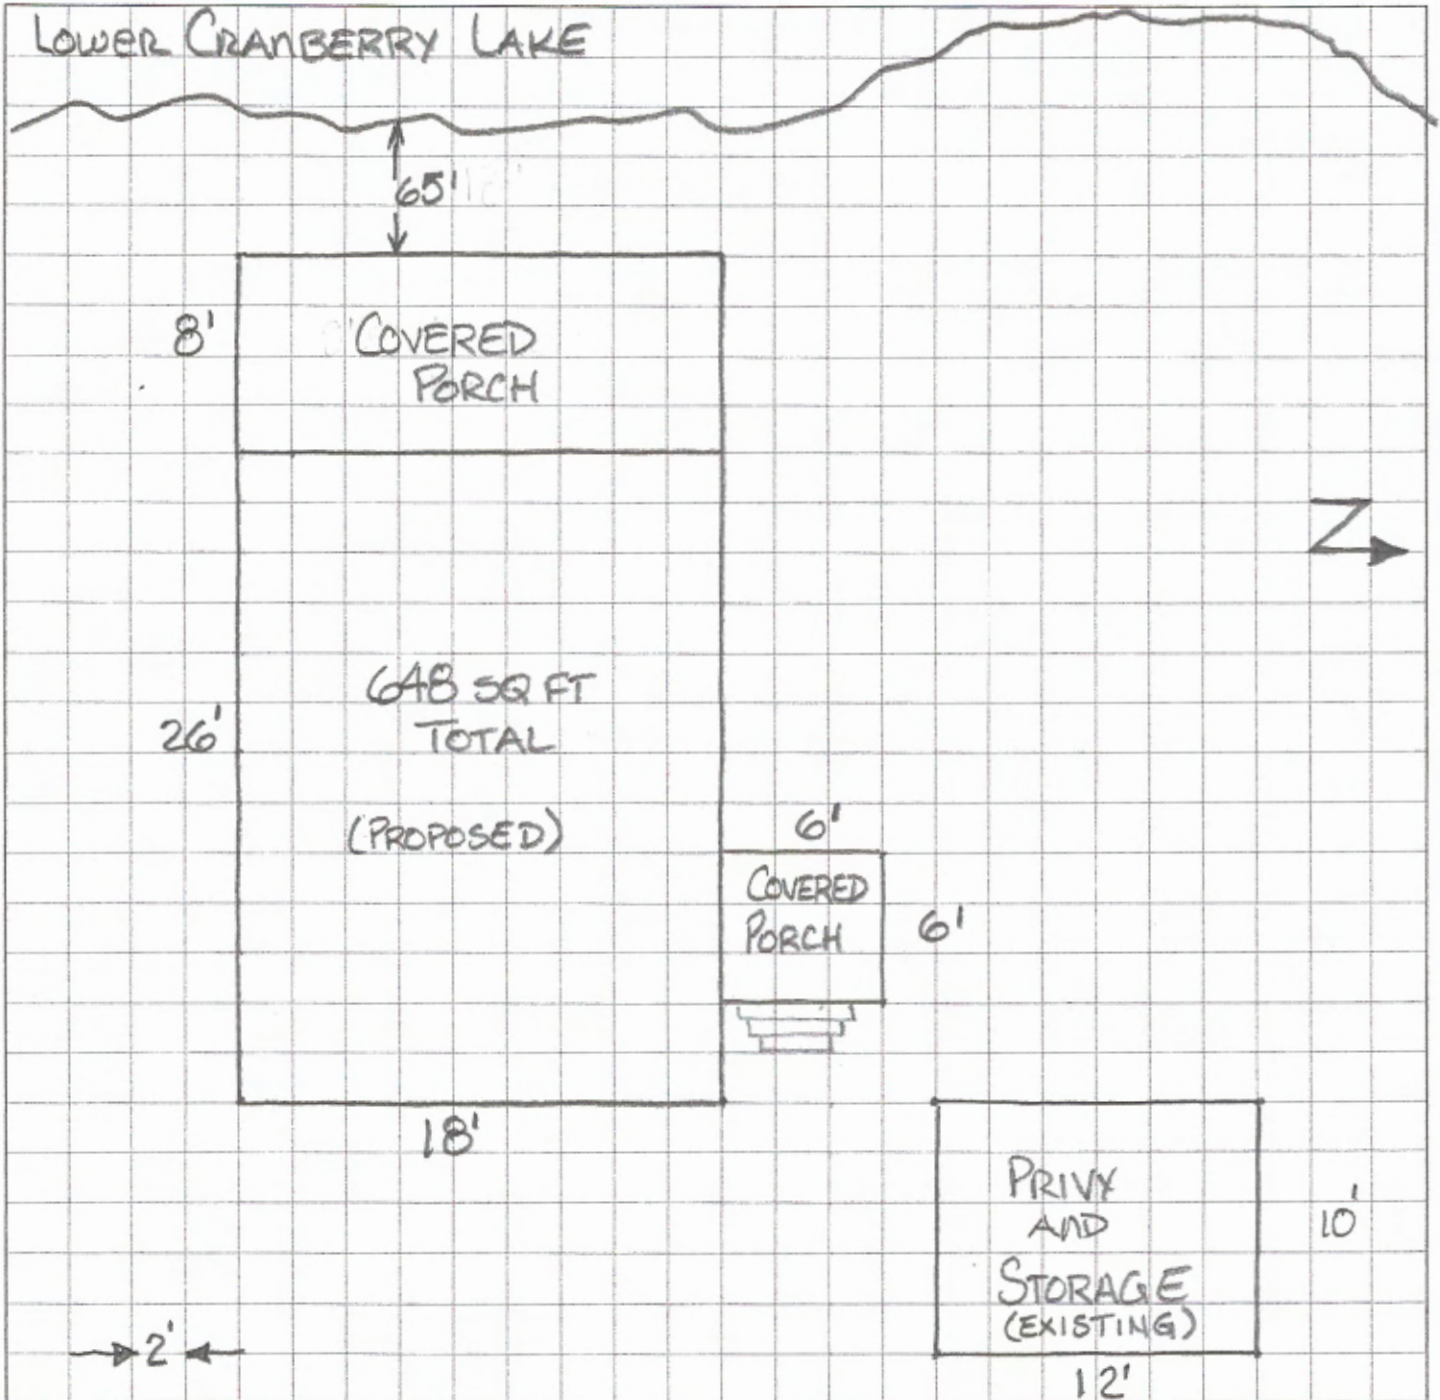 LOWER CRANBERRY LAKE
65'
8'
COVERED
PORCH
N
648 SQ FT
TOTAL
26'
(PROPOSED)
6'
COVERED
PORCH
6'
18'
PRIVY
AND
10'
STORAGE
(EXISTING)
2'
12'